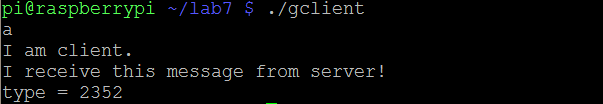 pi@raspberrypi ~/lab7 $ ./gclient
a
I am client.
I receive this message from server!
type = 2352